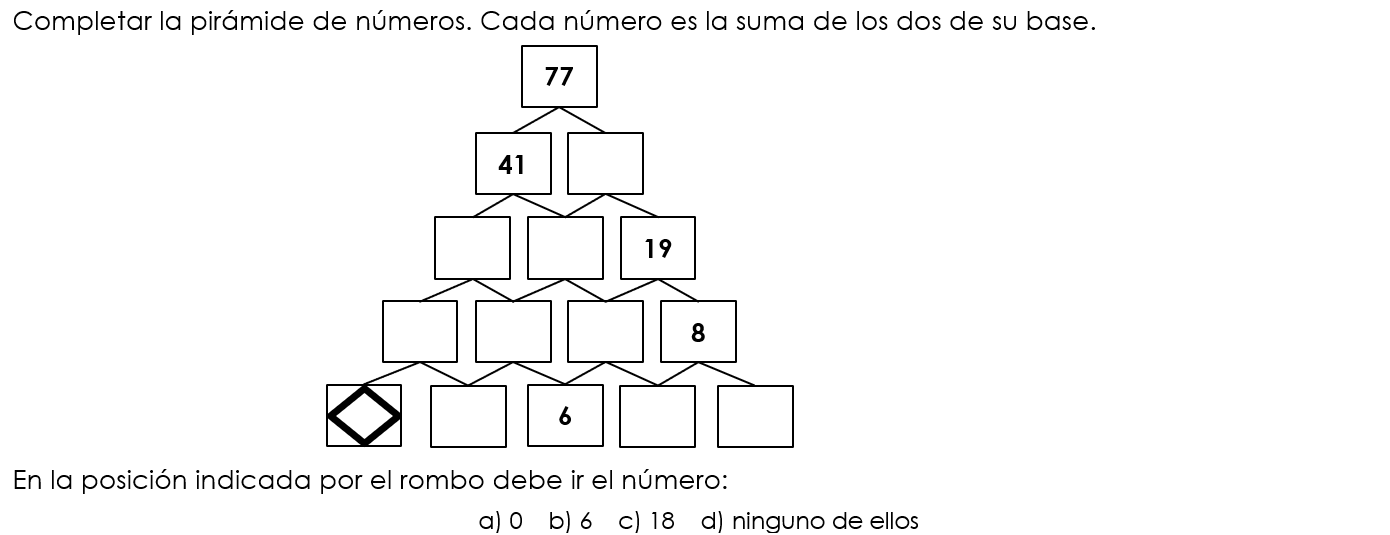 Completar la pirámide de números. Cada número es la suma de los dos de su base.
77
41
19
8
6
En la posición indicada por el rombo debe ir el número:
a) 0 b) 6 c) 18 d) ninguno de ellos